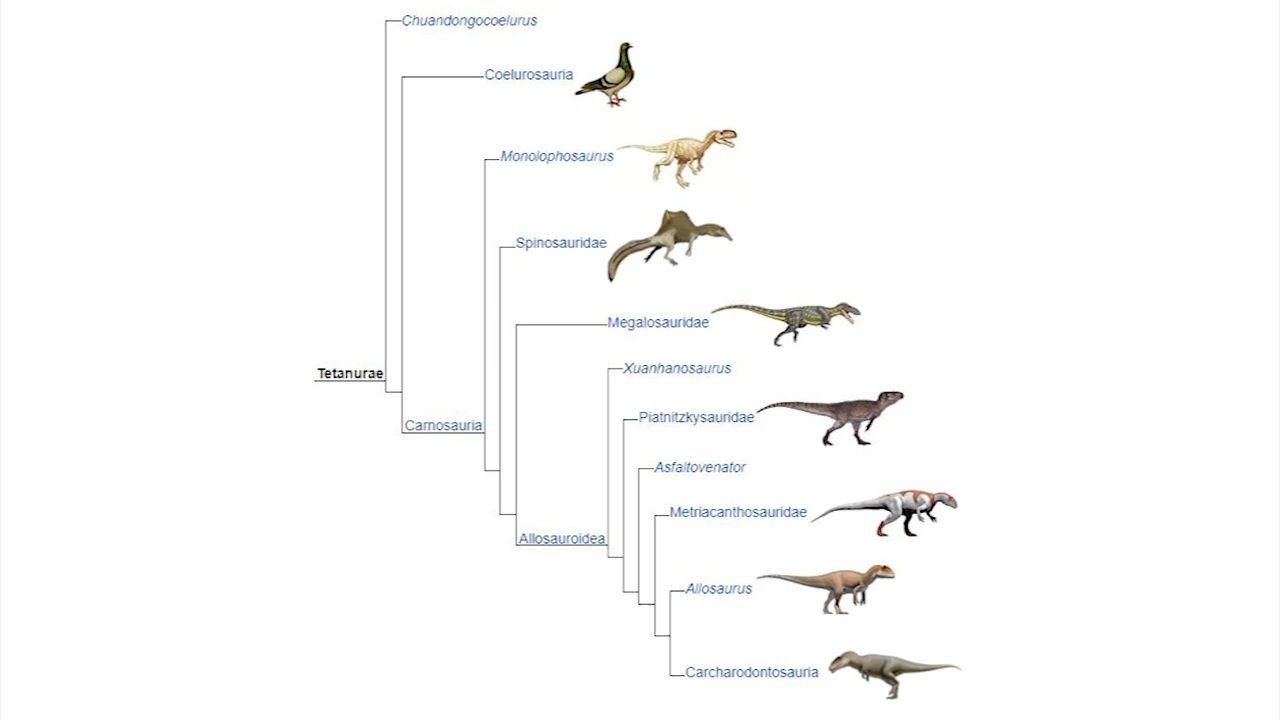 Chuandongocoelurus
Coelurosauria
Monolophosaurus
Spinosauridae
Megalosauridae
Xuanhanosaurus
Tetanurae
Piatnitzkysauridae
Carnosauria
Asfaltovenator
Metriacanthosauridae
Allosauroidea
Allosaurus
Carcharodontosauria